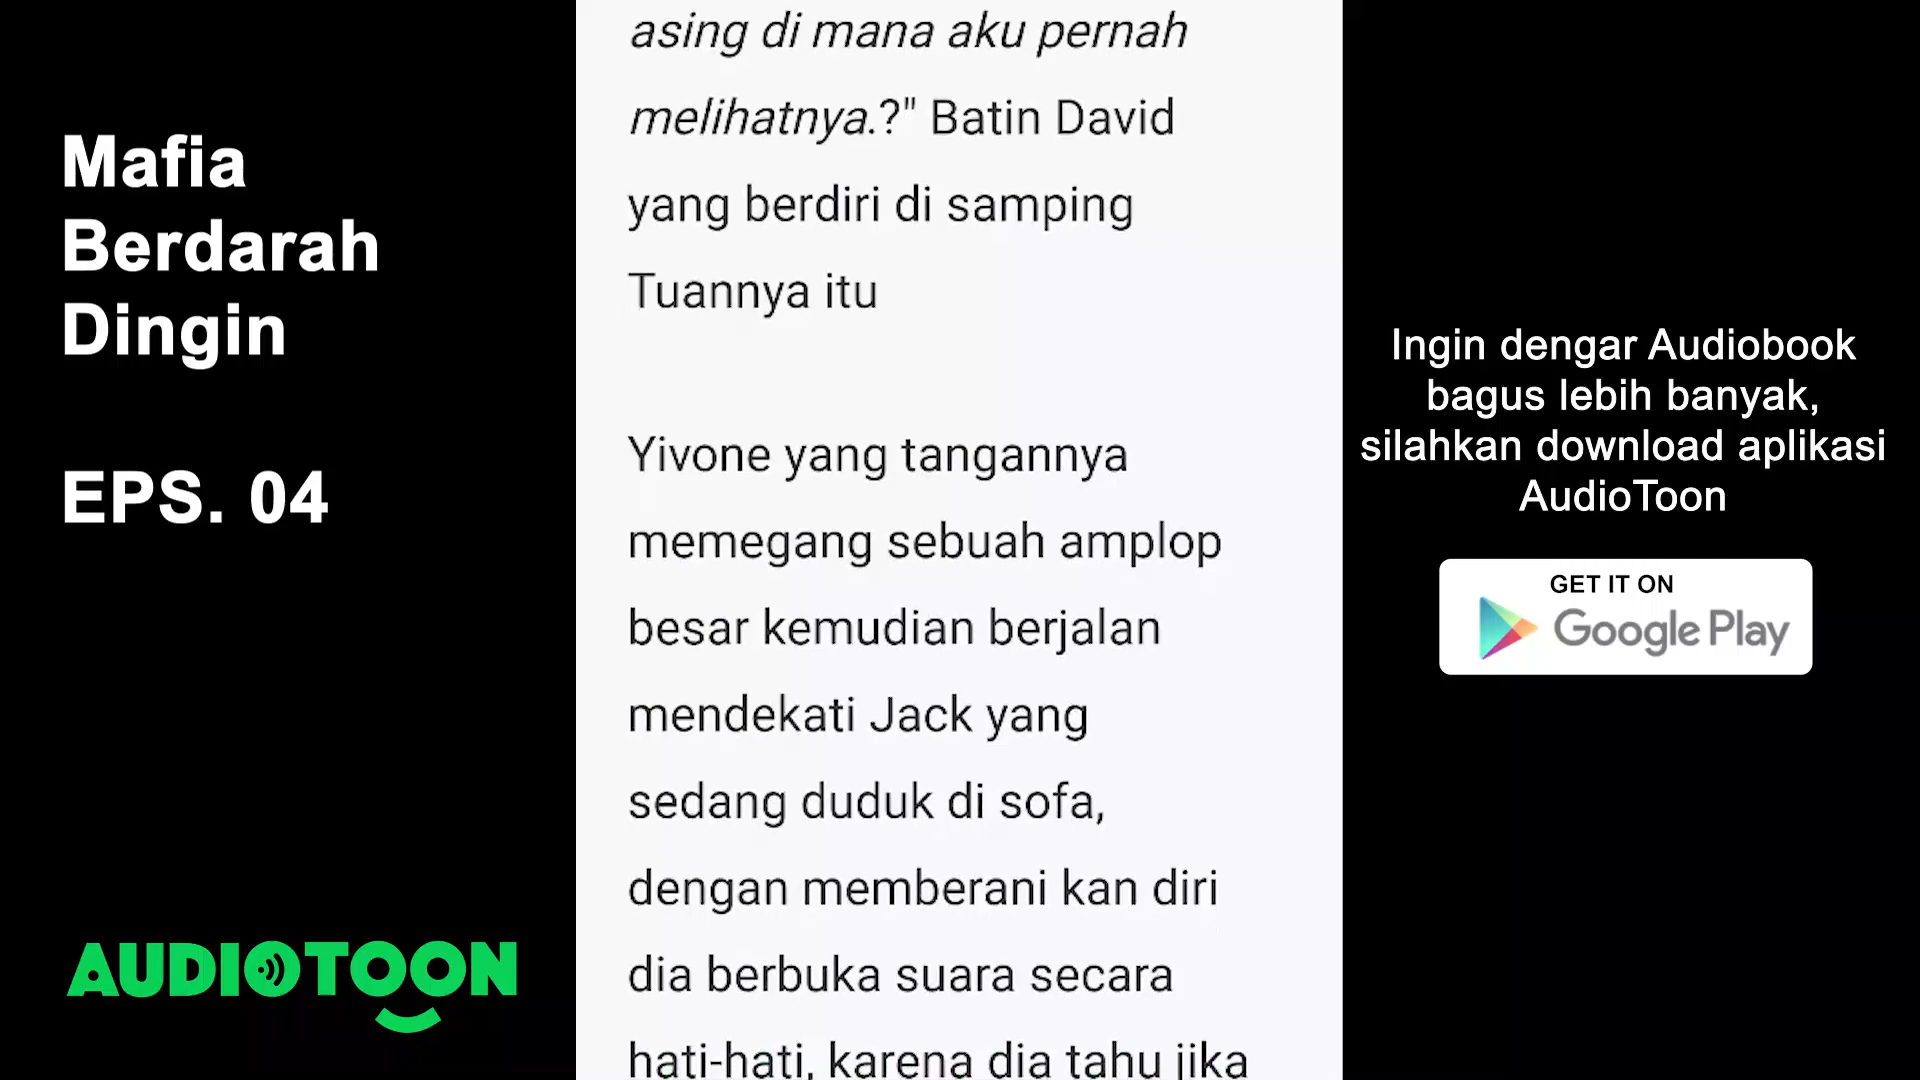 Mafia
Berdarah
Dingin
EPS. 04
AUDIOTOON
asing di mana aku pernah
melihatnya.?" Batin David
yang berdiri di samping
Tuannya itu
Yivone yang tangannya
memegang sebuah amplop
besar kemudian berjalan
mendekati Jack yang
sedang duduk di sofa,
dengan memberani kan diri
dia berbuka suara secara
hati-hati, karena dia tahu jika
Ingin dengar Audiobook
bagus lebih banyak,
silahkan download aplikasi
AudioToon
GET IT ON
Google Play